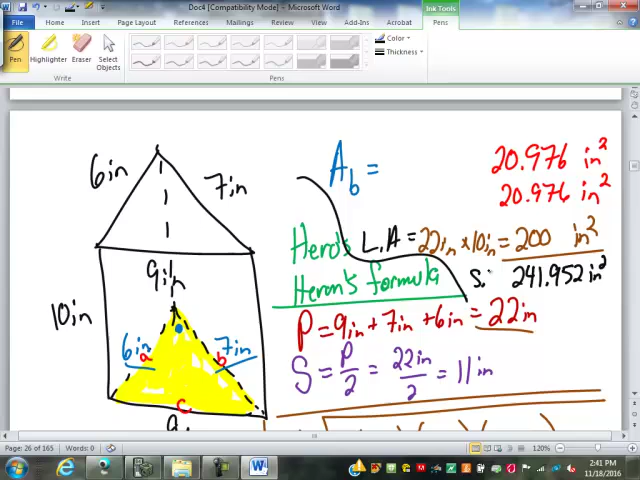 Doc4 [Compatibility Mode] - Microsoft Word
Ink Tools
File Home Insert Page Layout References Mailings Review View Add-Ins Acrobat Pens
Pen
Highlighter
Eraser
Select Objects
Color
Thickness
Write
Pens
6in
7in
9in
10in
6in
7in
a
b
c
A b =
20.976 in²
20.976 in²
Hero's
L.A = 22in × 10in = 200 in²
S. 241.952 in²
Heron's formula
P = 9in + 7in + 6in = 22in
S = P/2 = 22in/2 = 11in
Page: 26 of 165 Words: 0
120%
2:41 PM
11/18/2016